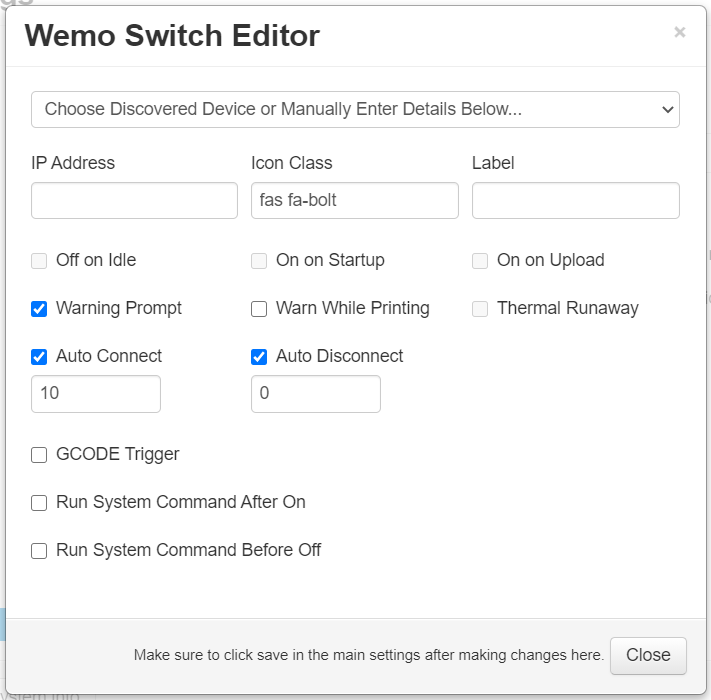 Wemo Switch Editor ×
Choose Discovered Device or Manually Enter Details Below...
IP Address Icon Class Label
fas fa-bolt
Off on Idle On on Startup On on Upload
Warning Prompt Warn While Printing Thermal Runaway
Auto Connect Auto Disconnect
10 0
GCODE Trigger
Run System Command After On
Run System Command Before Off
Make sure to click save in the main settings after making changes here. Close